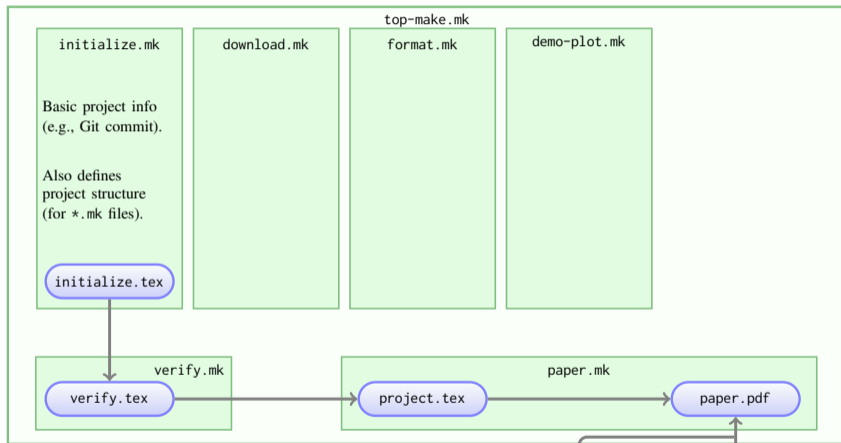 top-make.mk
initialize.mk
download.mk
format.mk
demo-plot.mk
Basic project info
(e.g., Git commit).
Also defines
project structure
(for *.mk files).
initialize.tex
verify.mk
paper.mk
verify.tex
project.tex
paper.pdf